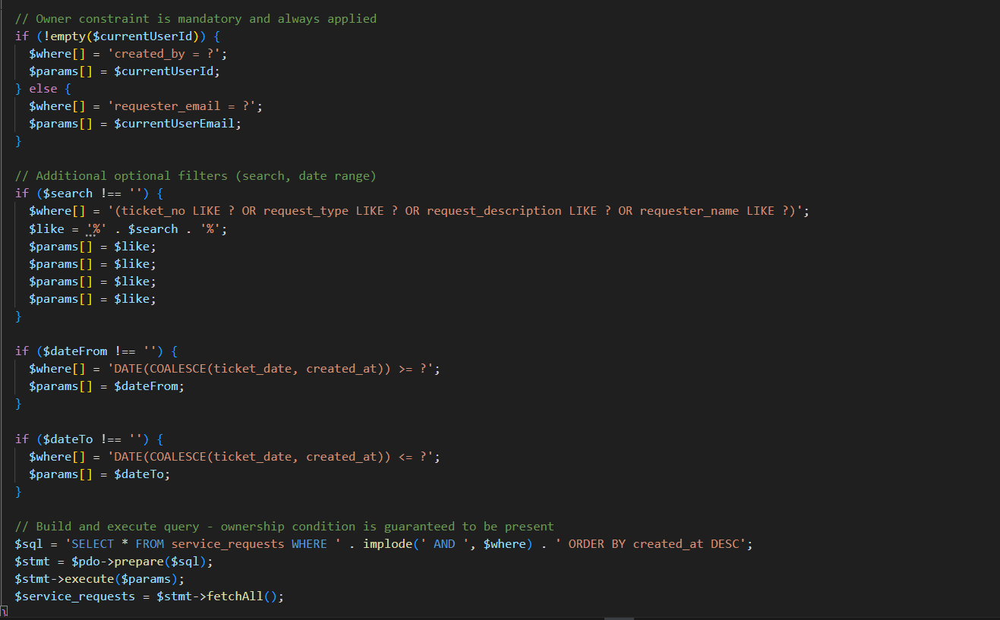 // Owner constraint is mandatory and always applied
if (!empty($currentUserId)) {
$where[] = 'created_by = ?';
$params[] = $currentUserId;
} else {
$where[] = 'requester_email = ?';
$params[] = $currentUserEmail;
}
// Additional optional filters (search, date range)
if ($search !== '') {
$where[] = '(ticket_no LIKE ? OR request_type LIKE ? OR request_description LIKE ? OR requester_name LIKE ?)';
$like = '%' . $search . '%';
$params[] = $like;
$params[] = $like;
$params[] = $like;
$params[] = $like;
}
if ($dateFrom !== '') {
$where[] = 'DATE(COALESCE(ticket_date, created_at)) >= ?';
$params[] = $dateFrom;
}
if ($dateTo !== '') {
$where[] = 'DATE(COALESCE(ticket_date, created_at)) <= ?';
$params[] = $dateTo;
}
// Build and execute query - ownership condition is guaranteed to be present
$sql = 'SELECT * FROM service_requests WHERE ' . implode(' AND ', $where) . ' ORDER BY created_at DESC';
$stmt = $pdo->prepare($sql);
$stmt->execute($params);
$service_requests = $stmt->fetchAll();
}